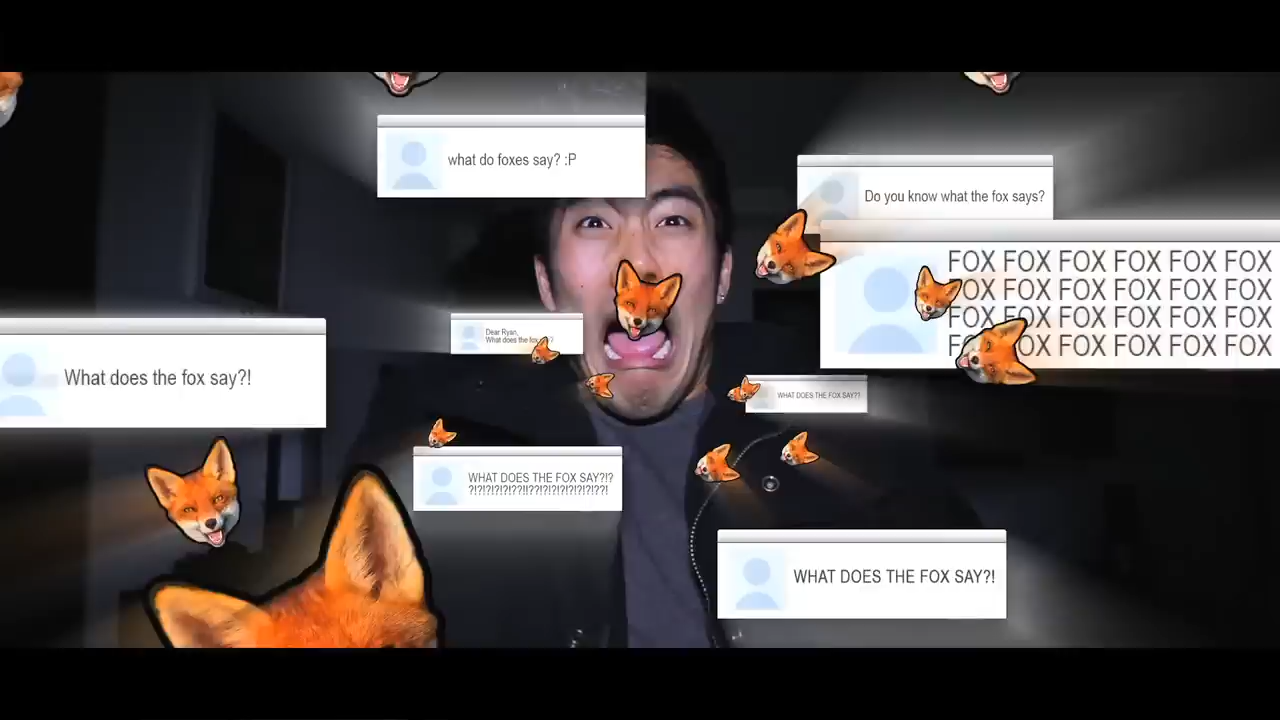 what do foxes say? :P
Do you know what the fox says?
FOX FOX FOX FOX FOX FOX
FOX FOX FOX FOX FOX FOX
FOX FOX FOX FOX FOX FOX
FOX FOX FOX FOX FOX FOX
Dear Ryan,
What does the fox
What does the fox say?!
WHAT DOES THE FOX SAY??
WHAT DOES THE FOX SAY?!?
?!?!?!?!?!??!!??!?!?!?!?!?!??!
WHAT DOES THE FOX SAY?!